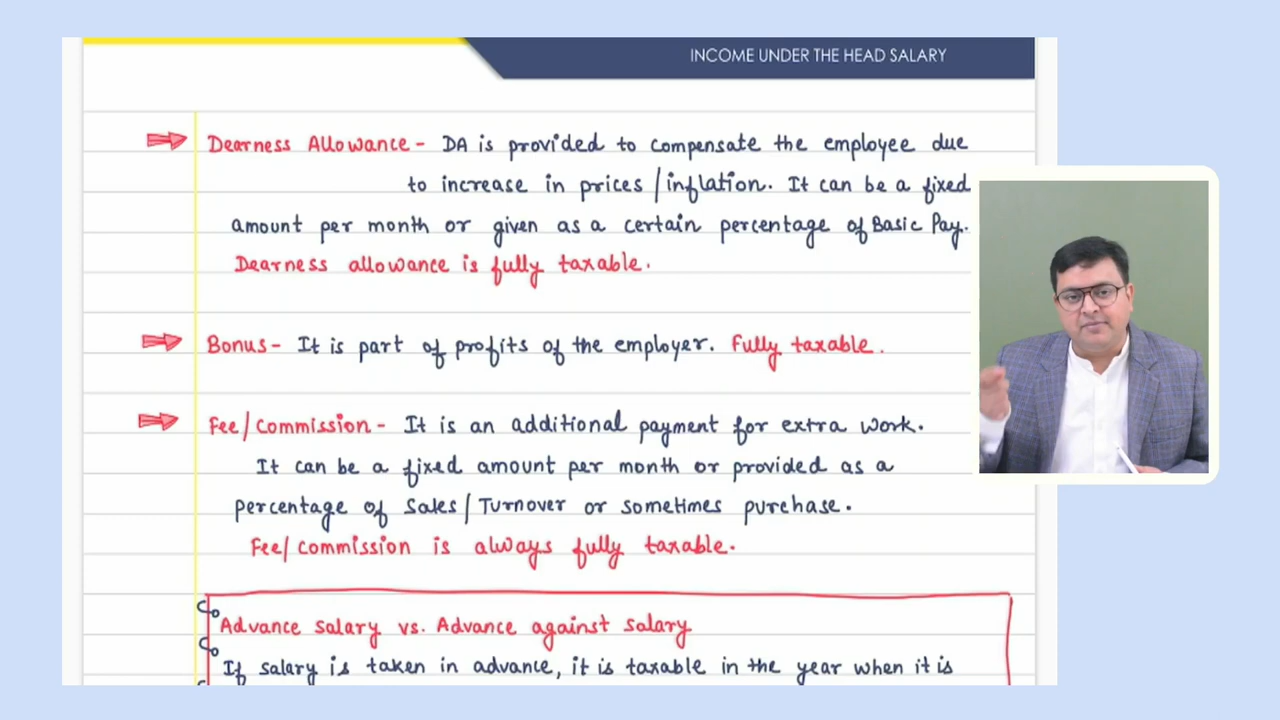 INCOME UNDER THE HEAD SALARY
Dearness Allowance - DA is provided to compensate the employee due
to increase in prices/inflation. It can be a fixed
amount per month or given as a certain percentage of Basic Pay.
Dearness allowance is fully taxable.
Bonus - It is part of profits of the employer. Fully taxable.
Fee/Commission - It is an additional payment for extra work.
It can be a fixed amount per month or provided as a
percentage of Sales/Turnover or sometimes purchase.
Fee/commission is always fully taxable.
Advance salary vs. Advance against salary
If salary is taken in advance, it is taxable in the year when it is